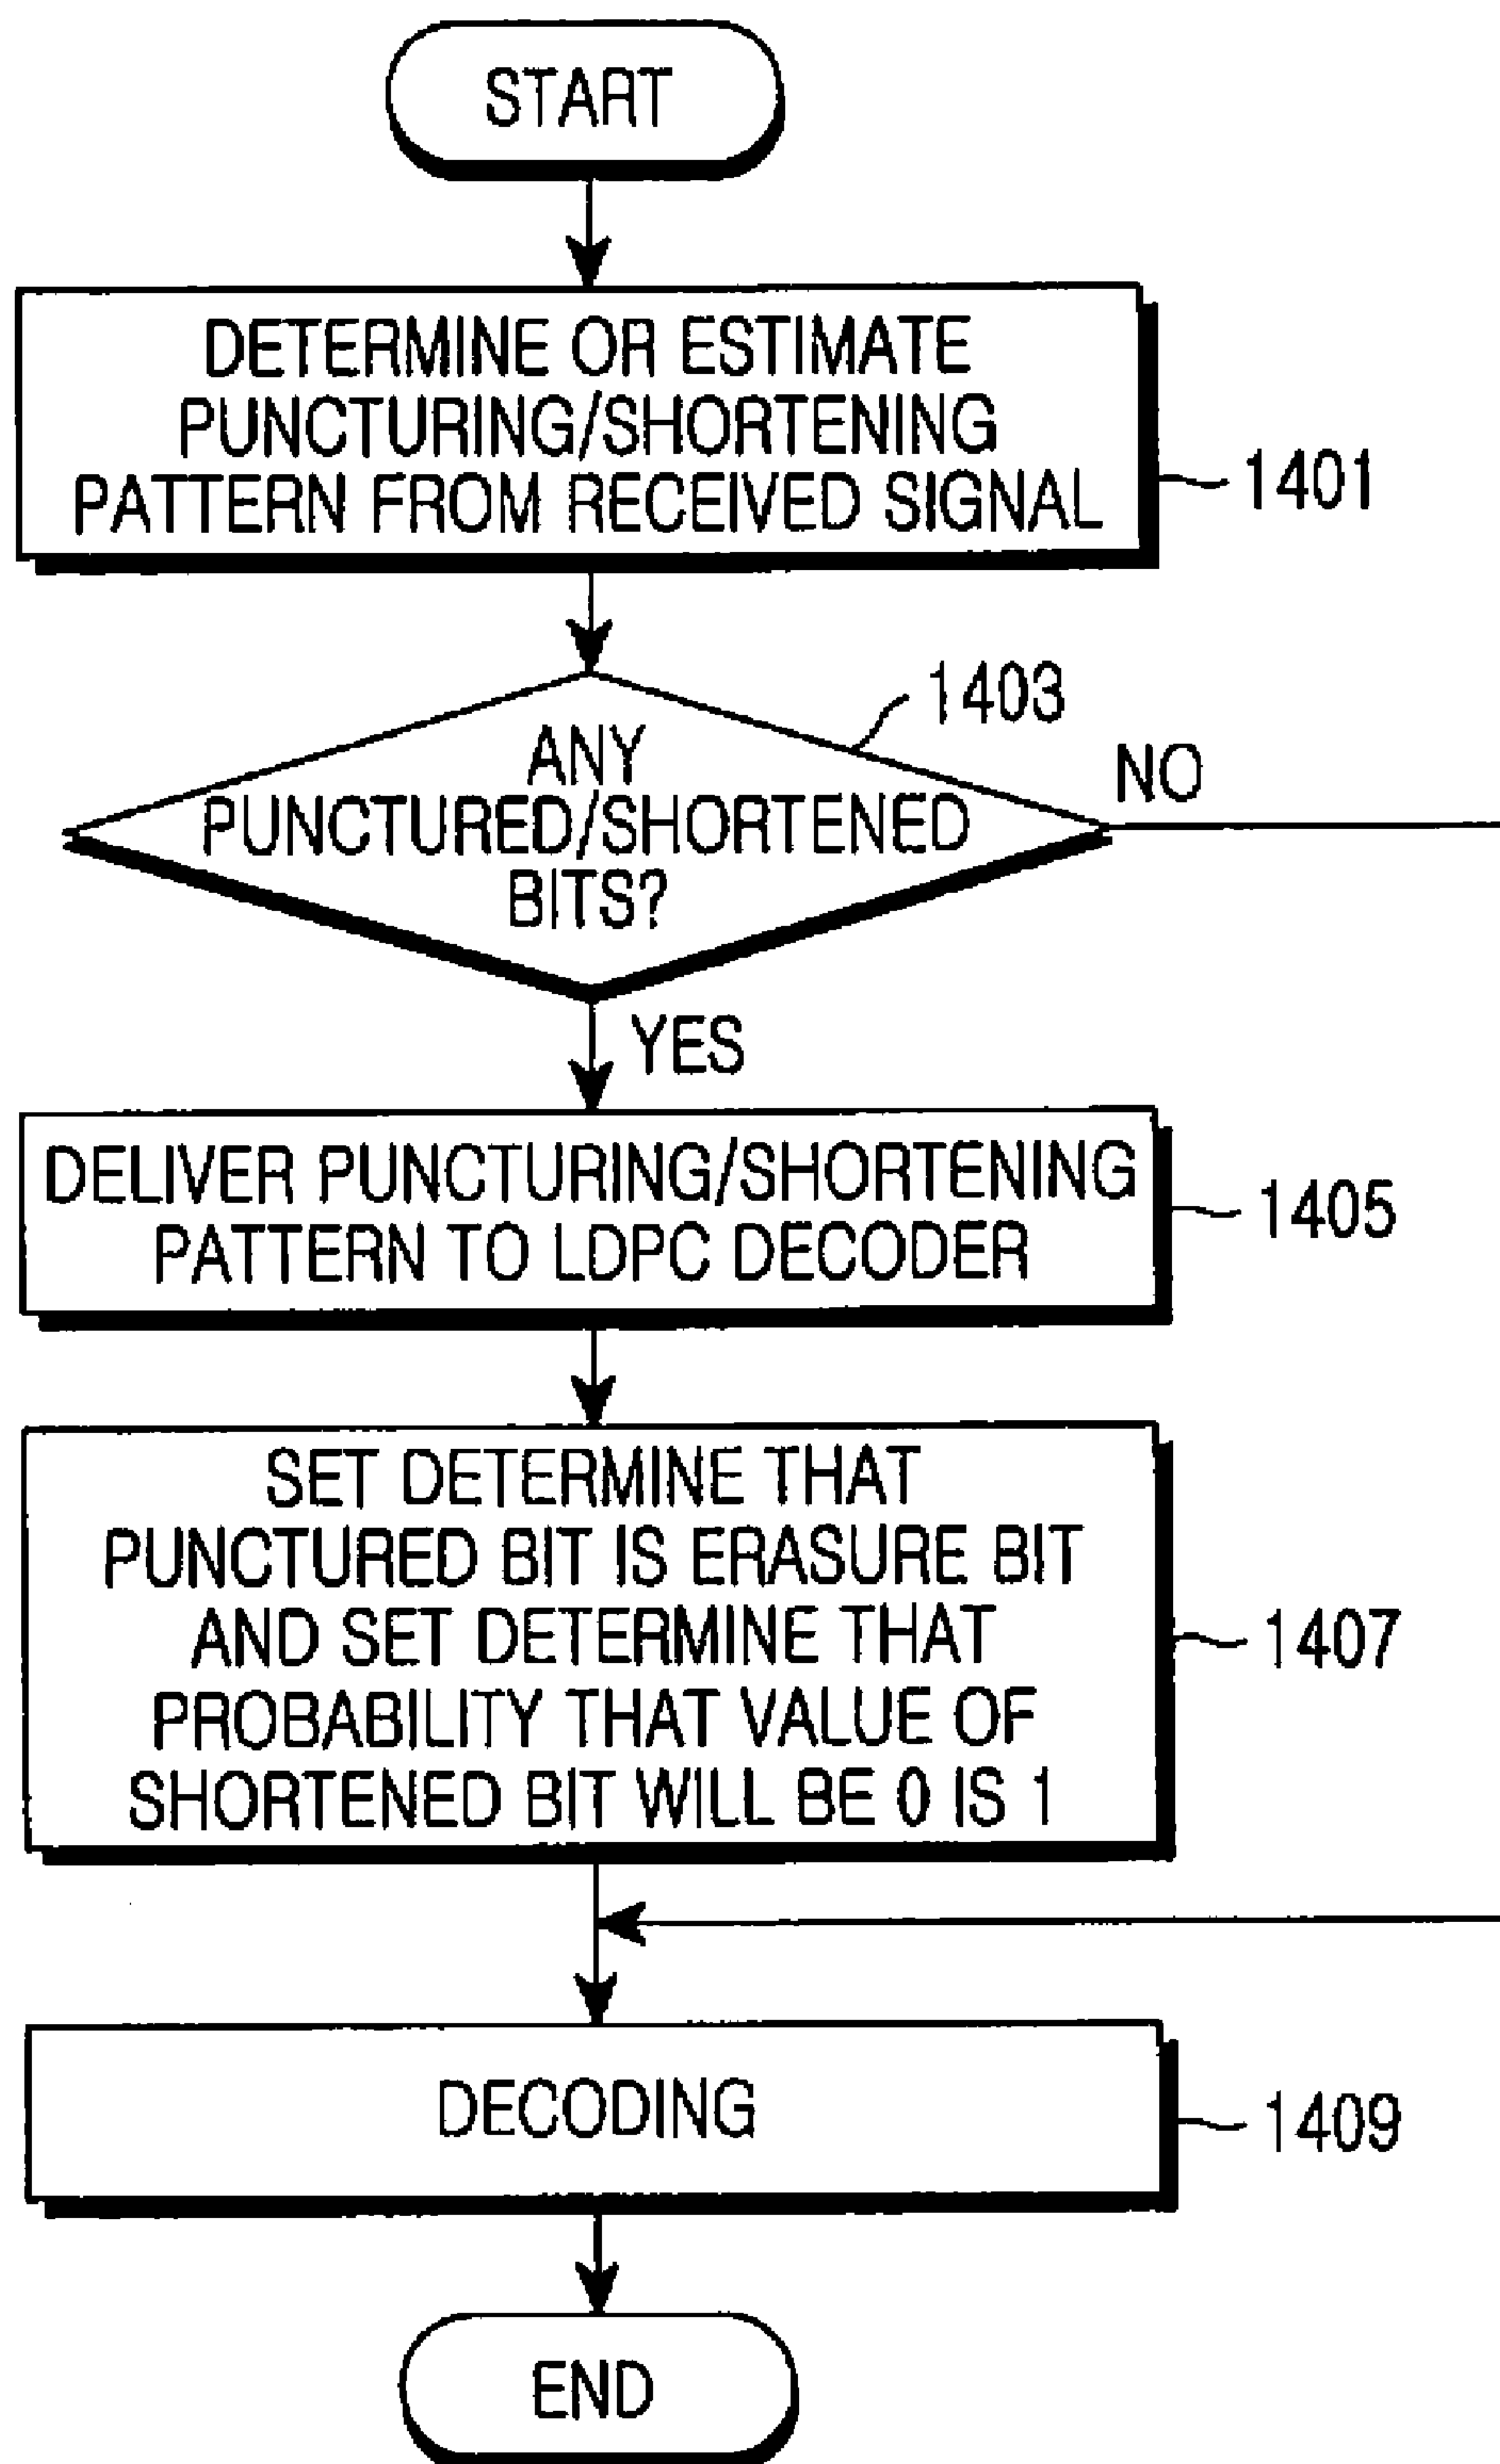 START
DETERMINE OR ESTIMATE
PUNCTURING/SHORTENING
PATTERN FROM RECEIVED SIGNAL
1401
1403
ANY
PUNCTURED/SHORTENED
BITS?
NO
YES
DELIVER PUNCTURING/SHORTENING
PATTERN TO LDPC DECODER
1405
SET DETERMINE THAT
PUNCTURED BIT IS ERASURE BIT
AND SET DETERMINE THAT
PROBABILITY THAT VALUE OF
SHORTENED BIT WILL BE 0 IS 1
1407
DECODING
1409
END